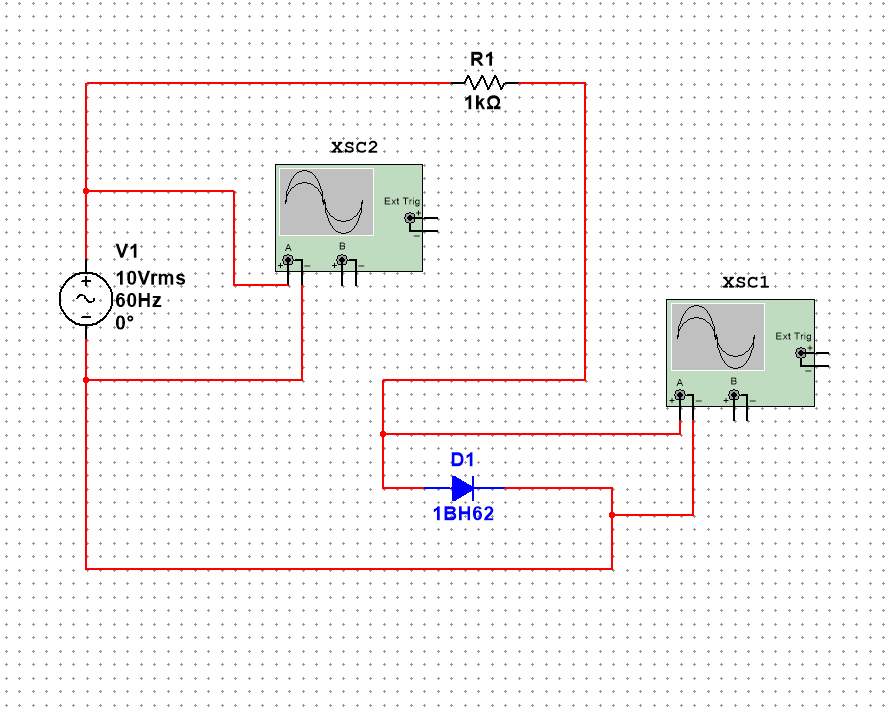 R1
1kΩ
xsc2
Ext Trig
+
−
A
B
+
−
+
−
V1
10Vrms
60Hz
0°
+
−
xsc1
Ext Trig
+
−
A
B
+
−
+
−
D1
1BH62